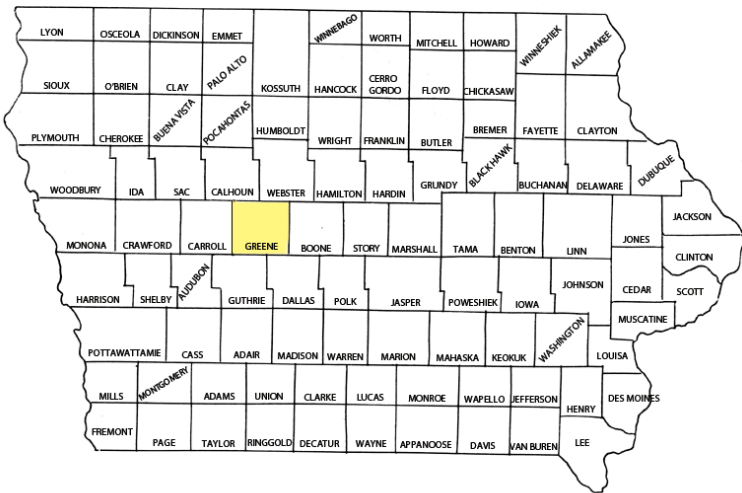 LYON OSCEOLA DICKINSON EMMET WINNEBAGO WORTH MITCHELL HOWARD WINNESHIEK ALLAMAKEE
SIOUX O'BRIEN CLAY PALO ALTO KOSSUTH HANCOCK CERRO
GORDO FLOYD CHICKASAW
PLYMOUTH CHEROKEE BUENA VISTA POCAHONTAS HUMBOLDT WRIGHT FRANKLIN BUTLER BREMER FAYETTE CLAYTON
WOODBURY IDA SAC CALHOUN WEBSTER HAMILTON HARDIN GRUNDY BLACK HAWK BUCHANAN DELAWARE DUBUQUE
MONONA CRAWFORD CARROLL GREENE BOONE STORY MARSHALL TAMA BENTON LINN JONES JACKSON
CLINTON
HARRISON SHELBY AUDUBON GUTHRIE DALLAS POLK JASPER POWESHIEK IOWA JOHNSON CEDAR SCOTT
MUSCATINE
POTTAWATTAMIE CASS ADAIR MADISON WARREN MARION MAHASKA KEOKUK WASHINGTON LOUISA
MILLS MONTGOMERY ADAMS UNION CLARKE LUCAS MONROE WAPELLO JEFFERSON HENRY DES MOINES
FREMONT PAGE TAYLOR RINGGOLD DECATUR WAYNE APPANOOSE DAVIS VAN BUREN LEE